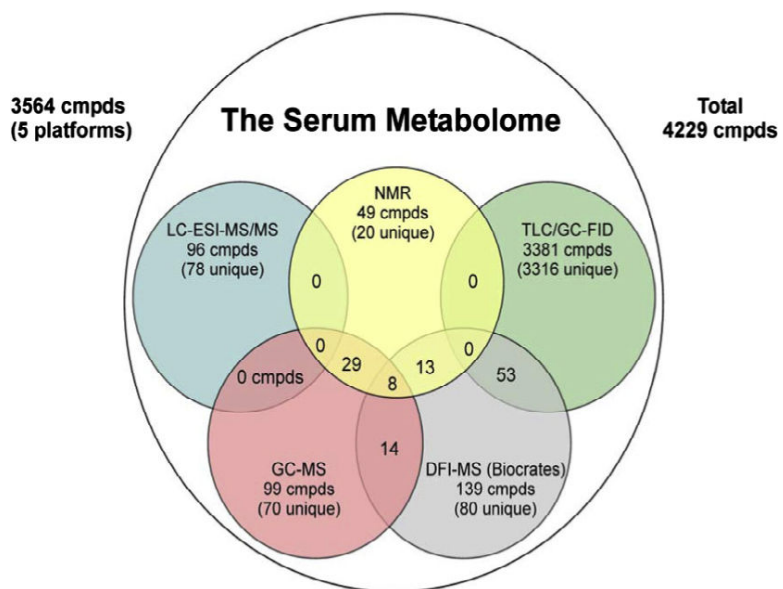 3564 cmpds
(5 platforms)
The Serum Metabolome
Total
4229 cmpds
NMR
49 cmpds
(20 unique)
LC-ESI-MS/MS
96 cmpds
(78 unique)
TLC/GC-FID
3381 cmpds
(3316 unique)
0
0
0
0
29
13
8
0 cmpds
53
14
GC-MS
99 cmpds
(70 unique)
DFI-MS (Biocrates)
139 cmpds
(80 unique)